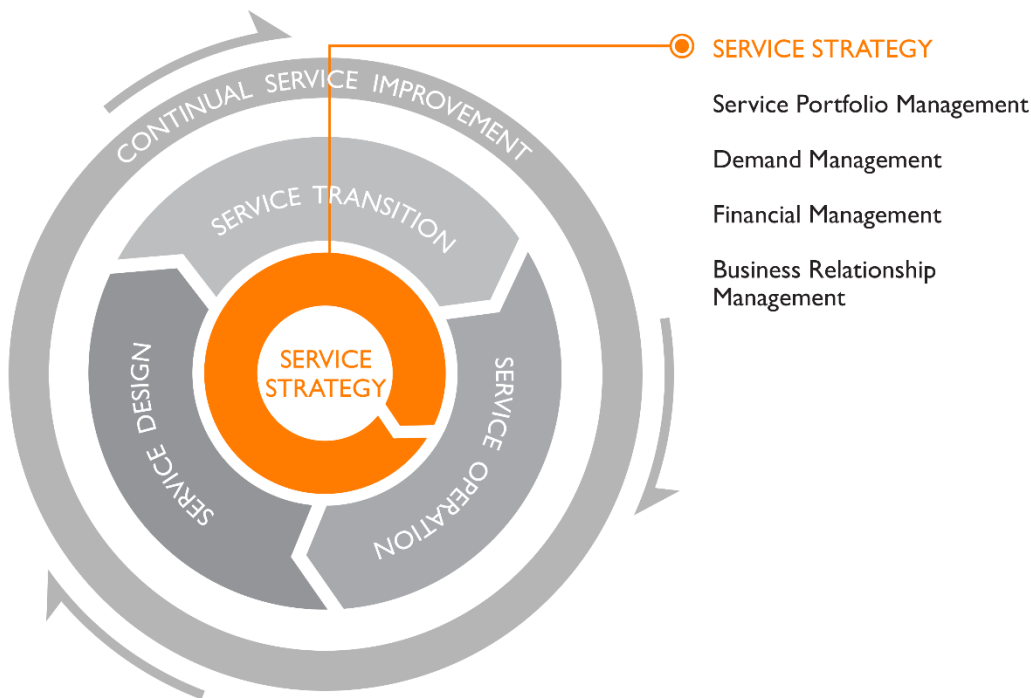 CONTINUAL SERVICE IMPROVEMENT
SERVICE TRANSITION
SERVICE DESIGN
SERVICE OPERATION
SERVICE
STRATEGY
SERVICE STRATEGY
Service Portfolio Management
Demand Management
Financial Management
Business Relationship
Management